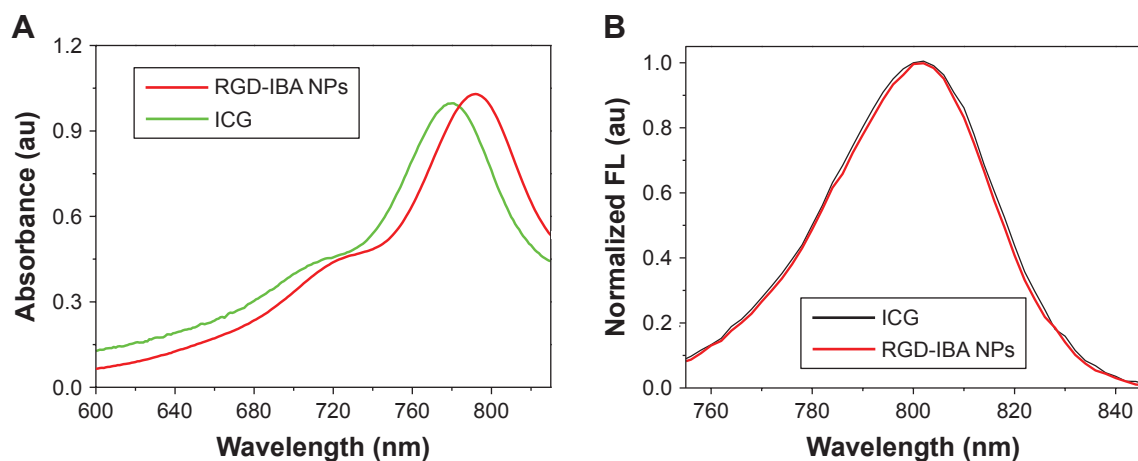 A
Absorbance (au)
1.2
0.9
0.6
0.3
0.0
RGD-IBA NPs
ICG
600 640 680 720 760 800
Wavelength (nm)
B
Normalized FL (au)
1.0
0.8
0.6
0.4
0.2
0.0
ICG
RGD-IBA NPs
760 780 800 820 840
Wavelength (nm)